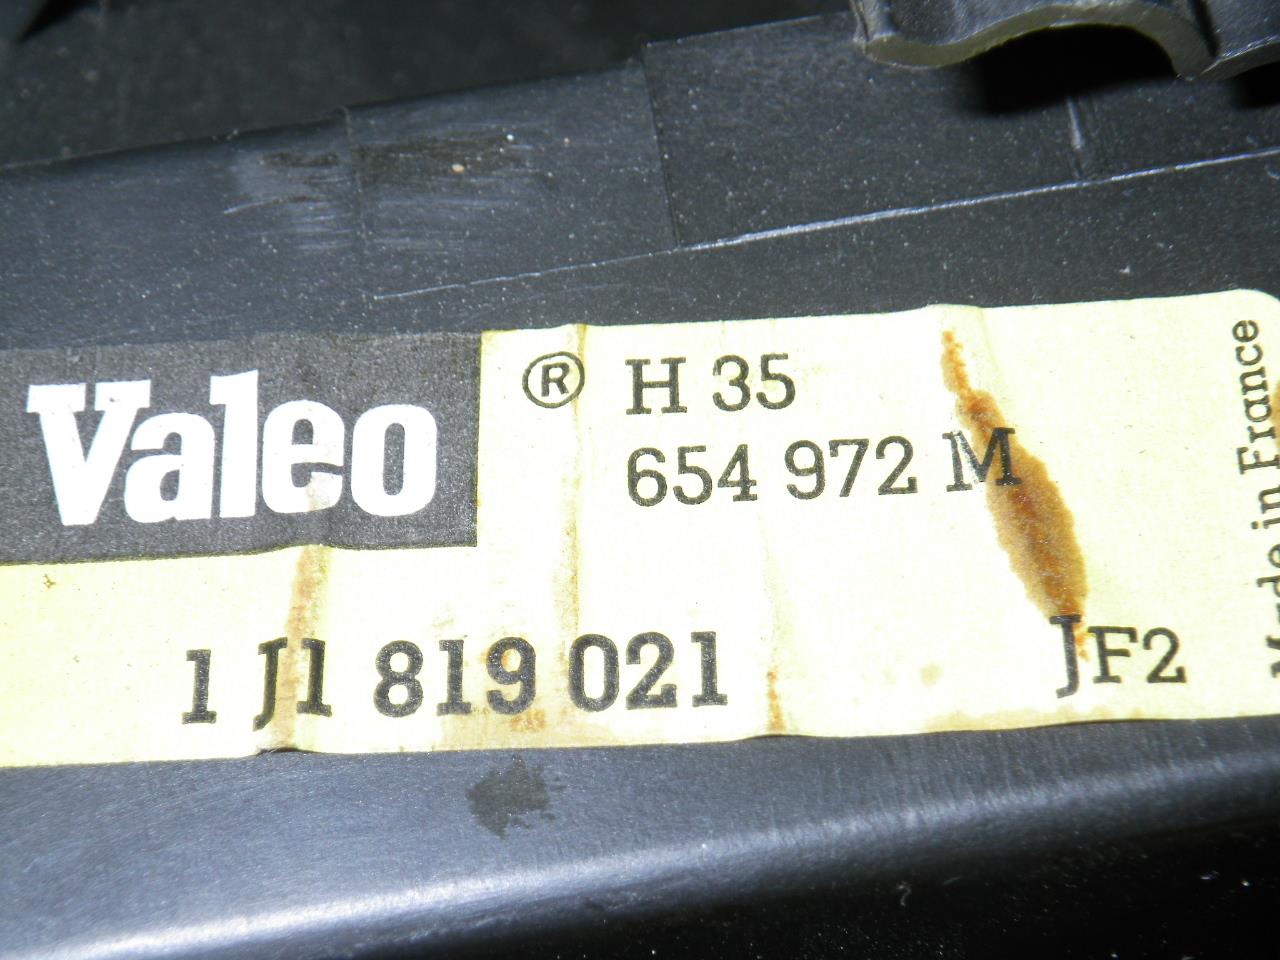 Valeo ® H 35
654 972 M
1 J1 819 021 JF2
Made in France